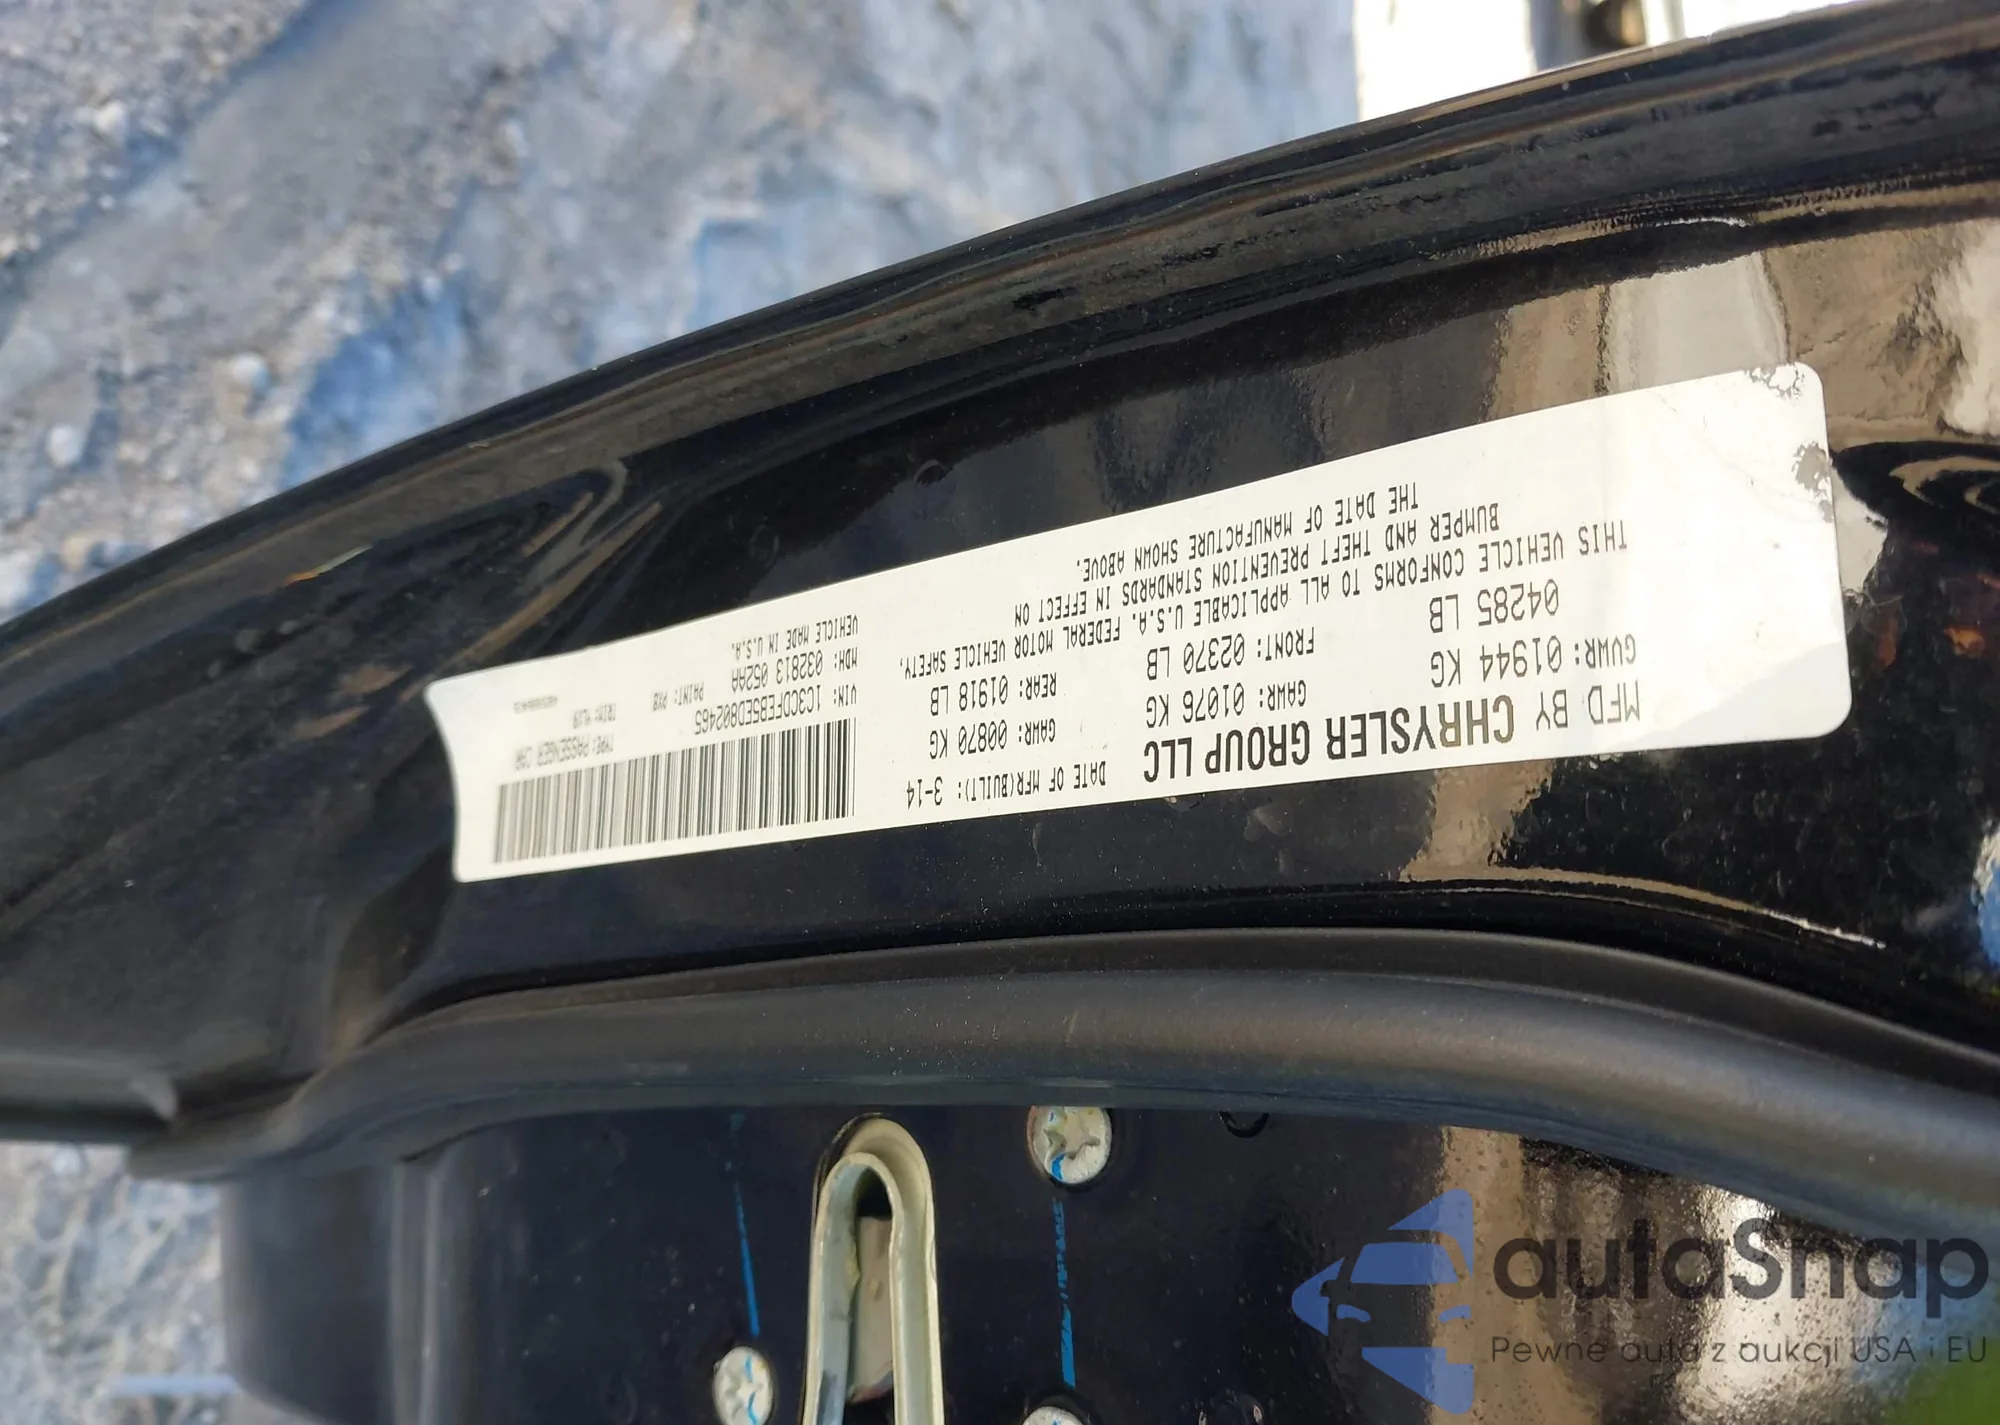 MFD BY CHRYSLER GROUP LLC
DATE OF MFR(BUILT): 3-14
GVWR: 01944 KG
04285 LB
GAWR: 01076 KG
FRONT: 02370 LB
GAWR: 00870 KG
REAR: 01918 LB
THIS VEHICLE CONFORMS TO ALL APPLICABLE U.S.A. FEDERAL MOTOR VEHICLE SAFETY,
BUMPER AND THEFT PREVENTION STANDARDS IN EFFECT ON
THE DATE OF MANUFACTURE SHOWN ABOVE.
VIN: 1C3CDFEBSED802465
TYPE: PASSENGER CAR
MDH: 032813 052AA
PAINT: PX8
VEHICLE MADE IN U.S.A.
autaSnap
Pewne auta z aukcji USA i EU